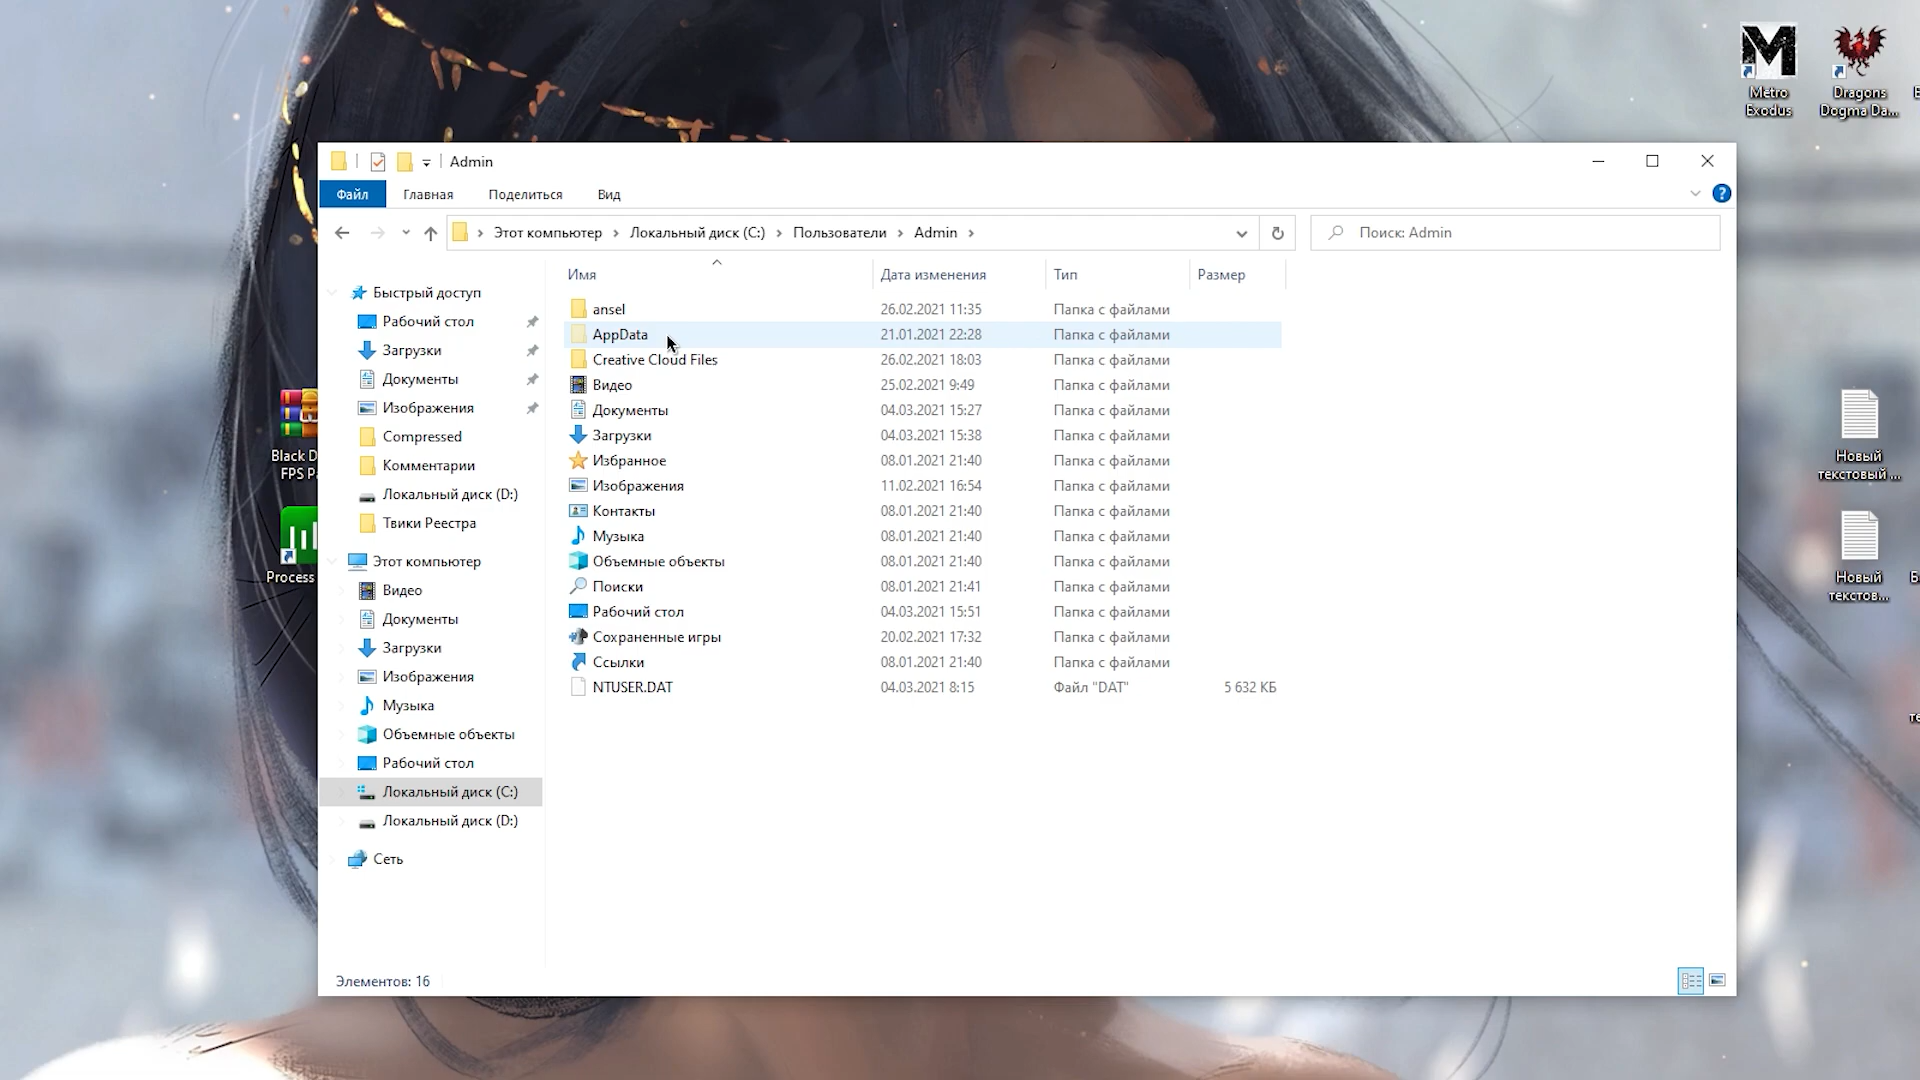 Metro
Exodus
Dragons
Dogma Da...
Admin
Файл
Главная
Поделиться
Вид
Этот компьютер
Локальный диск (C:)
Пользователи
Admin
Поиск: Admin
Имя
Дата изменения
Тип
Размер
Быстрый доступ
Рабочий стол
Загрузки
Документы
Изображения
Compressed
Комментарии
Локальный диск (D:)
Твики Реестра
Этот компьютер
Видео
Документы
Загрузки
Изображения
Музыка
Объемные объекты
Рабочий стол
Локальный диск (C:)
Локальный диск (D:)
Сеть
ansel 26.02.2021 11:35 Папка с файлами
AppData 21.01.2021 22:28 Папка с файлами
Creative Cloud Files 26.02.2021 18:03 Папка с файлами
Видео 25.02.2021 9:49 Папка с файлами
Документы 04.03.2021 15:27 Папка с файлами
Загрузки 04.03.2021 15:38 Папка с файлами
Избранное 08.01.2021 21:40 Папка с файлами
Изображения 11.02.2021 16:54 Папка с файлами
Контакты 08.01.2021 21:40 Папка с файлами
Музыка 08.01.2021 21:40 Папка с файлами
Объемные объекты 08.01.2021 21:40 Папка с файлами
Поиски 08.01.2021 21:41 Папка с файлами
Рабочий стол 04.03.2021 15:51 Папка с файлами
Сохраненные игры 20.02.2021 17:32 Папка с файлами
Ссылки 08.01.2021 21:40 Папка с файлами
NTUSER.DAT 04.03.2021 8:15 Файл "DAT" 5 632 КБ
Элементов: 16
Black D
FPS P
Process
Новый
текстовый ...
Новый
текстов...